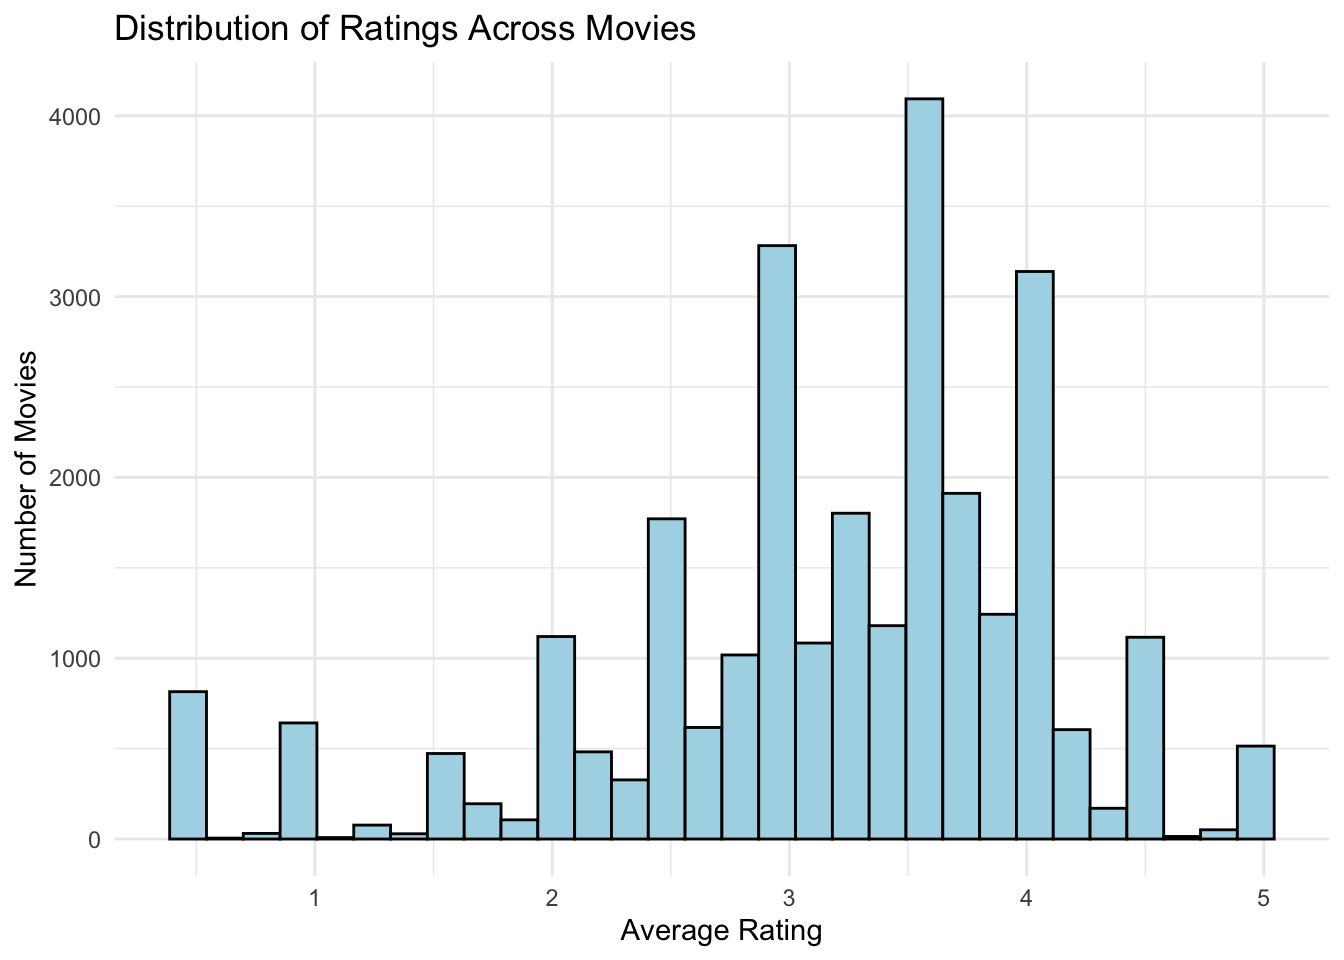 Distribution of Ratings Across Movies
4000
3000
2000
1000
0
Number of Movies
1 2 3 4 5
Average Rating